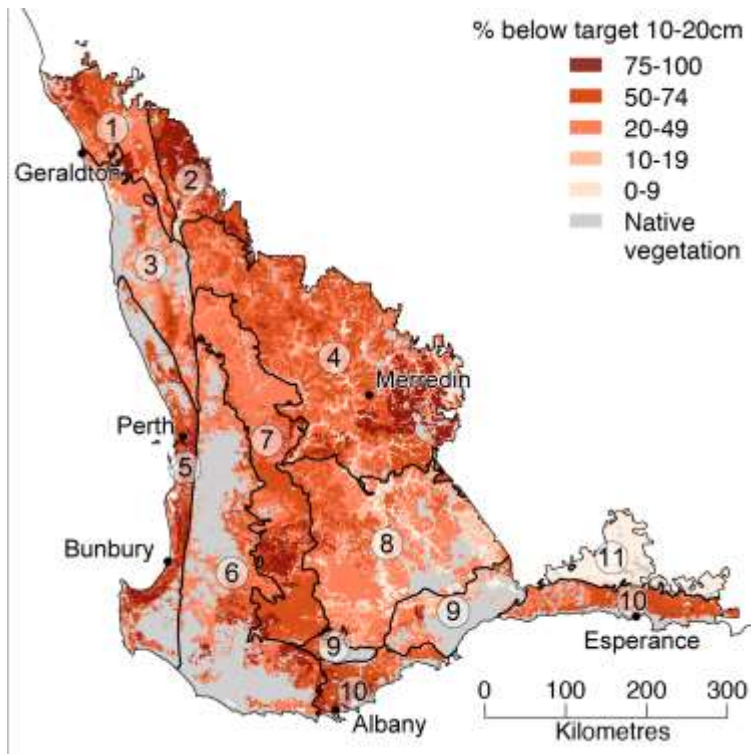 % below target 10-20cm
75-100
50-74
20-49
10-19
0-9
Native
vegetation
1
Geraldton
2
3
4
Merredin
Perth
7
5
8
Bunbury
6
11
9
10
9
Esperance
10
Albany
0 100 200 300
Kilometres